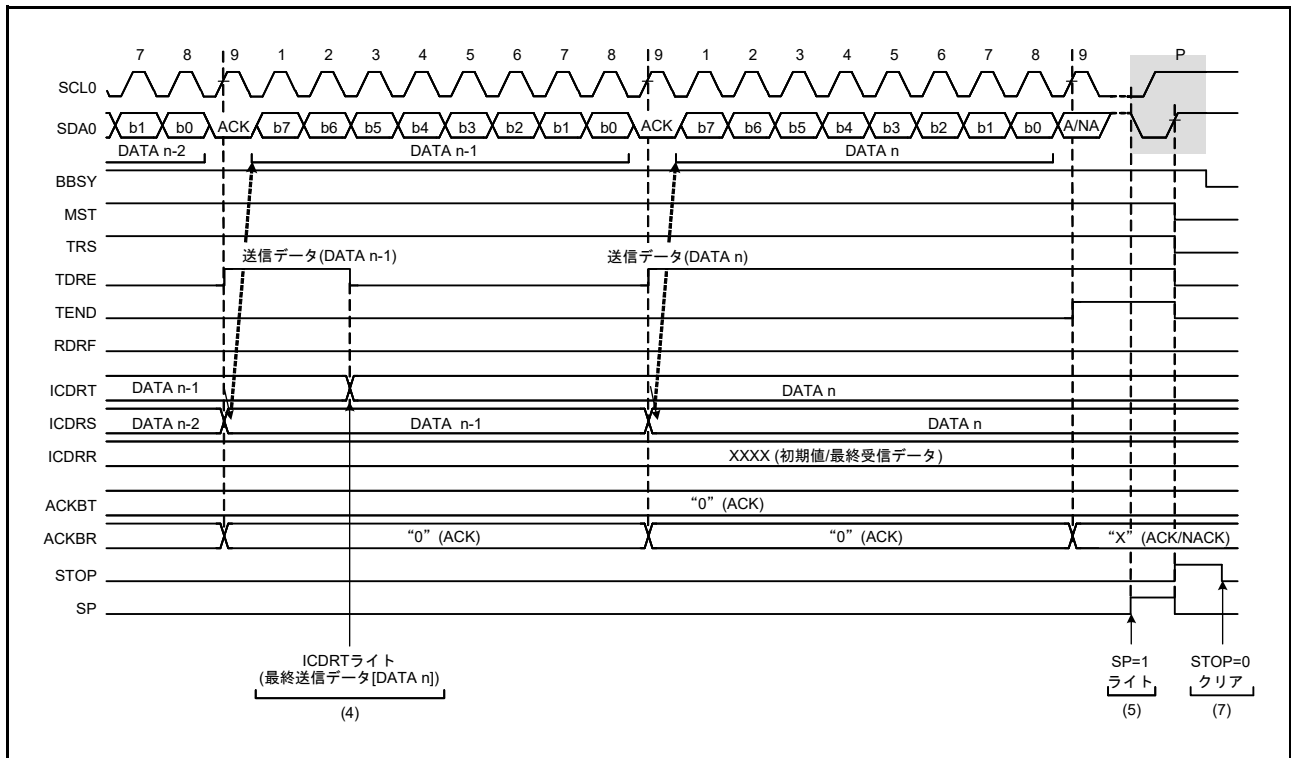 7 8 9 1 2 3 4 5 6 7 8 9 1 2 3 4 5 6 7 8 9 P
SCL0
SDA0 b1 b0 ACK b7 b6 b5 b4 b3 b2 b1 b0 ACK b7 b6 b5 b4 b3 b2 b1 b0 A/NA
DATA n-2 DATA n-1 DATA n
BBSY
MST
TRS
送信データ(DATA n-1) 送信データ(DATA n)
TDRE
TEND
RDRF
ICDRT DATA n-1 DATA n
ICDRS DATA n-2 DATA n-1 DATA n
ICDRR XXXX (初期値/最終受信データ)
ACKBT “0” (ACK)
ACKBR “0” (ACK) “0” (ACK) “X” (ACK/NACK)
STOP
SP
ICDRTライト
(最終送信データ[DATA n])
(4)
SP=1
ライト
(5)
STOP=0
クリア
(7)